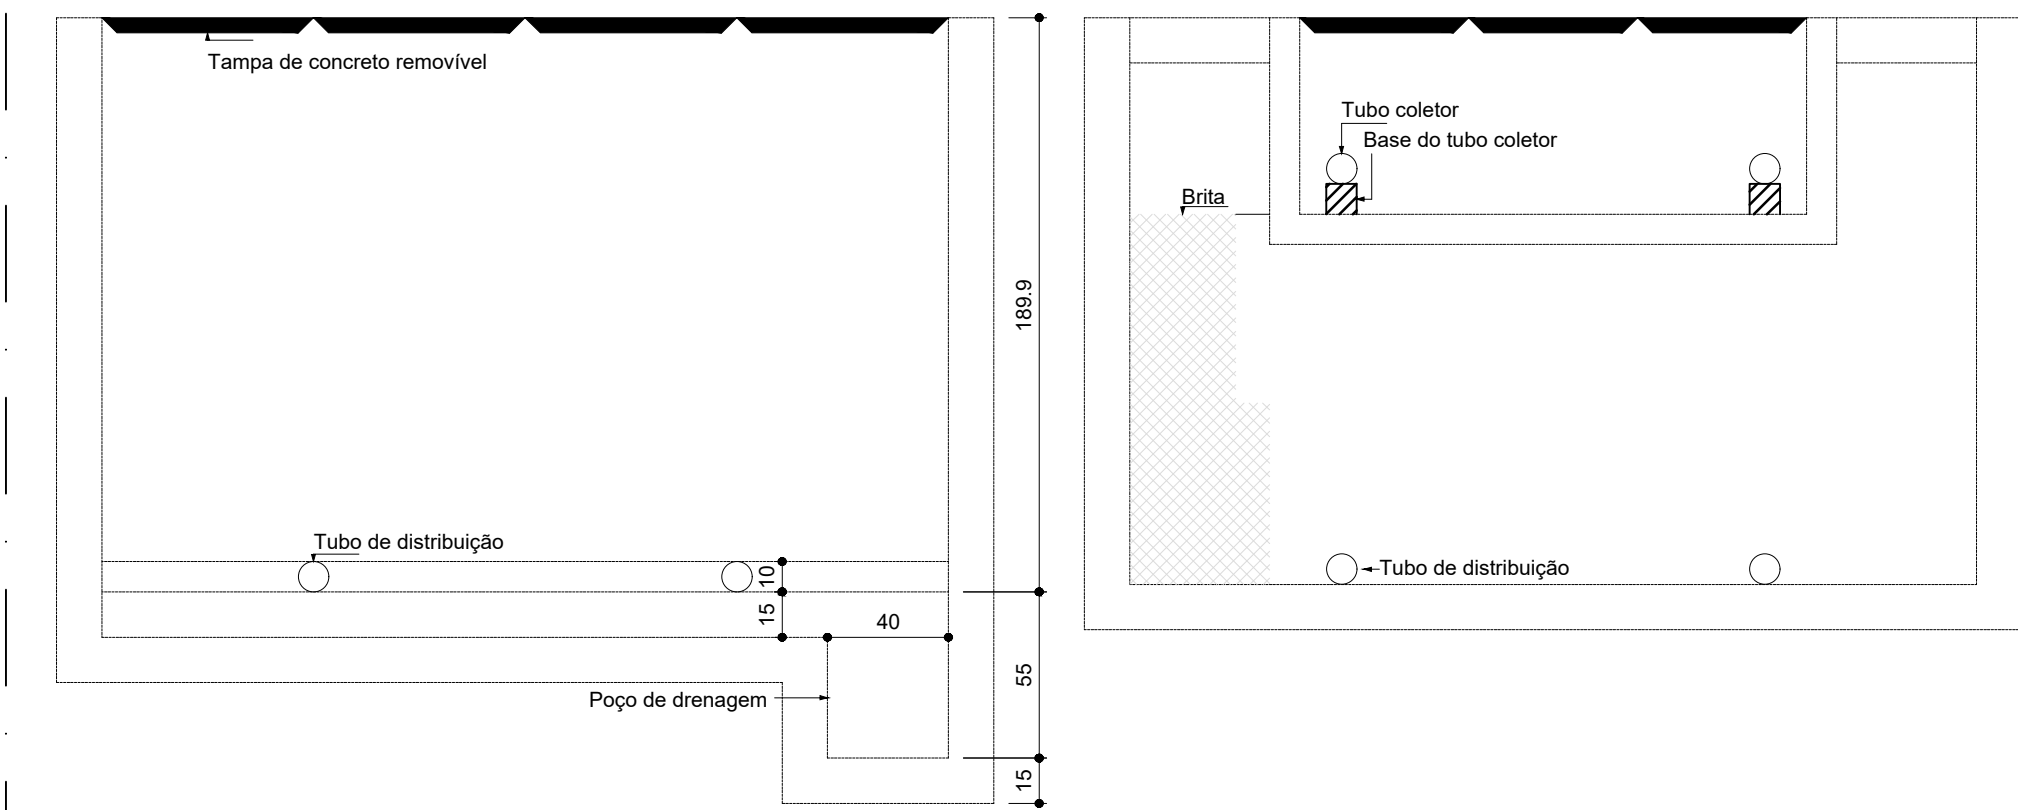 Tampa de concreto removível
Tubo coletor
Base do tubo coletor
Brita
189.9
Tubo de distribuição
10
15
40
Tubo de distribuição
55
Poço de drenagem
15